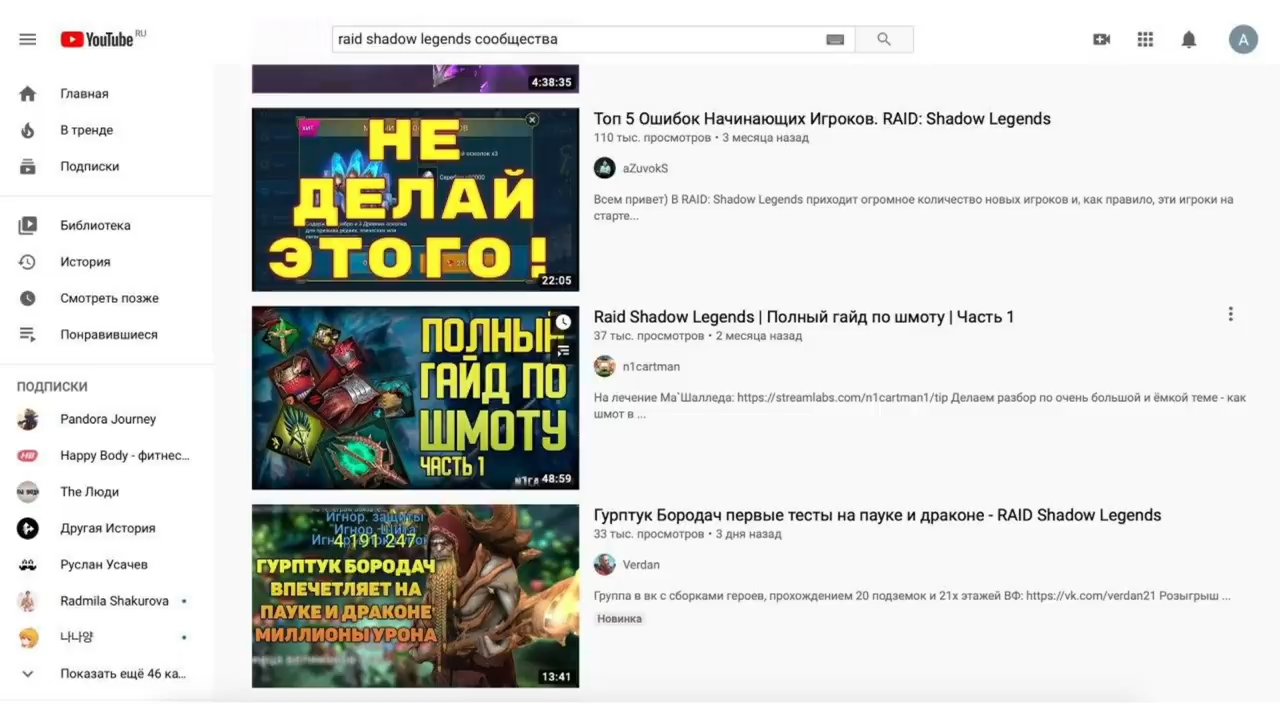 YouTube RU
raid shadow legends сообщества
A
Главная
В тренде
Подписки
Библиотека
История
Смотреть позже
Понравившиеся
ПОДПИСКИ
Pandora Journey
Happy Body - фитнес...
The Люди
Другая История
Руслан Усачев
Radmila Shakurova
나나양
Показать ещё 46 ка...
4:38:35
ХИТ
НЕ
ДЕЛАЙ
ЭТОГО!
22:05
Топ 5 Ошибок Начинающих Игроков. RAID: Shadow Legends
110 тыс. просмотров • 3 месяца назад
aZuvokS
Всем привет) В RAID: Shadow Legends приходит огромное количество новых игроков и, как правило, эти игроки на
старте...
ПОЛНЫЙ
ГАЙД ПО
ШМОТУ
ЧАСТЬ 1
48:59
Raid Shadow Legends | Полный гайд по шмоту | Часть 1
37 тыс. просмотров • 2 месяца назад
n1cartman
На лечение Ма`Шалледа: https://streamlabs.com/n1cartman1/tip Делаем разбор по очень большой и ёмкой теме - как
шмот в ...
Игнор. защиты
Игнор. Щита
4 191 247
ГУРПТУК БОРОДАЧ
ВПЕЧЕТЛЯЕТ НА
ПАУКЕ И ДРАКОНЕ
МИЛЛИОНЫ УРОНА
13:41
Гурптук Бородач первые тесты на пауке и драконе - RAID Shadow Legends
33 тыс. просмотров • 3 дня назад
Verdan
Группа в вк с сборками героев, прохождением 20 подземок и 21х этажей ВФ: https://vk.com/verdan21 Розыгрыш ...
Новинка